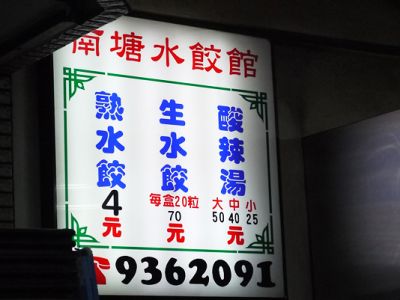 南塘水餃館
酸辣湯
大 中 小
50 40 25
元
生水餃
每盒20粒
70
元
熟水餃
4
元
☎9362091